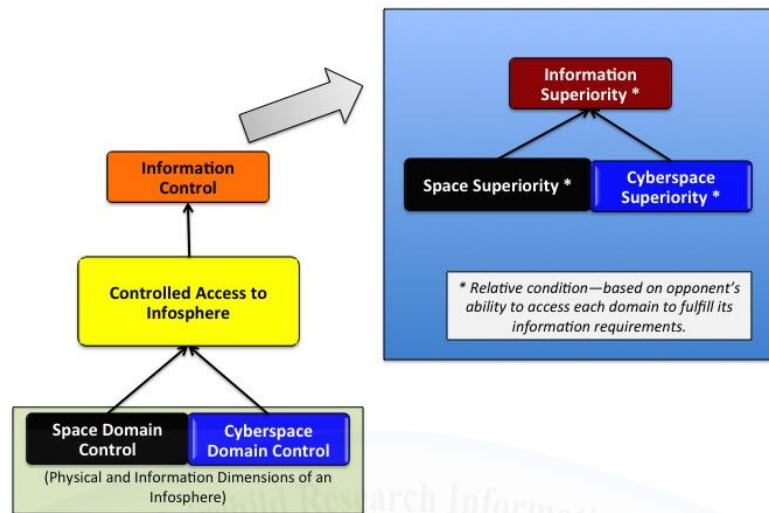 Information
Superiority *
Space Superiority *
Cyberspace
Superiority *
* Relative condition—based on opponent's
ability to access each domain to fulfill its
information requirements.
Information
Control
Controlled Access to
Infosphere
Space Domain
Control
Cyberspace
Domain Control
(Physical and Information Dimensions of an
Infosphere)
Research